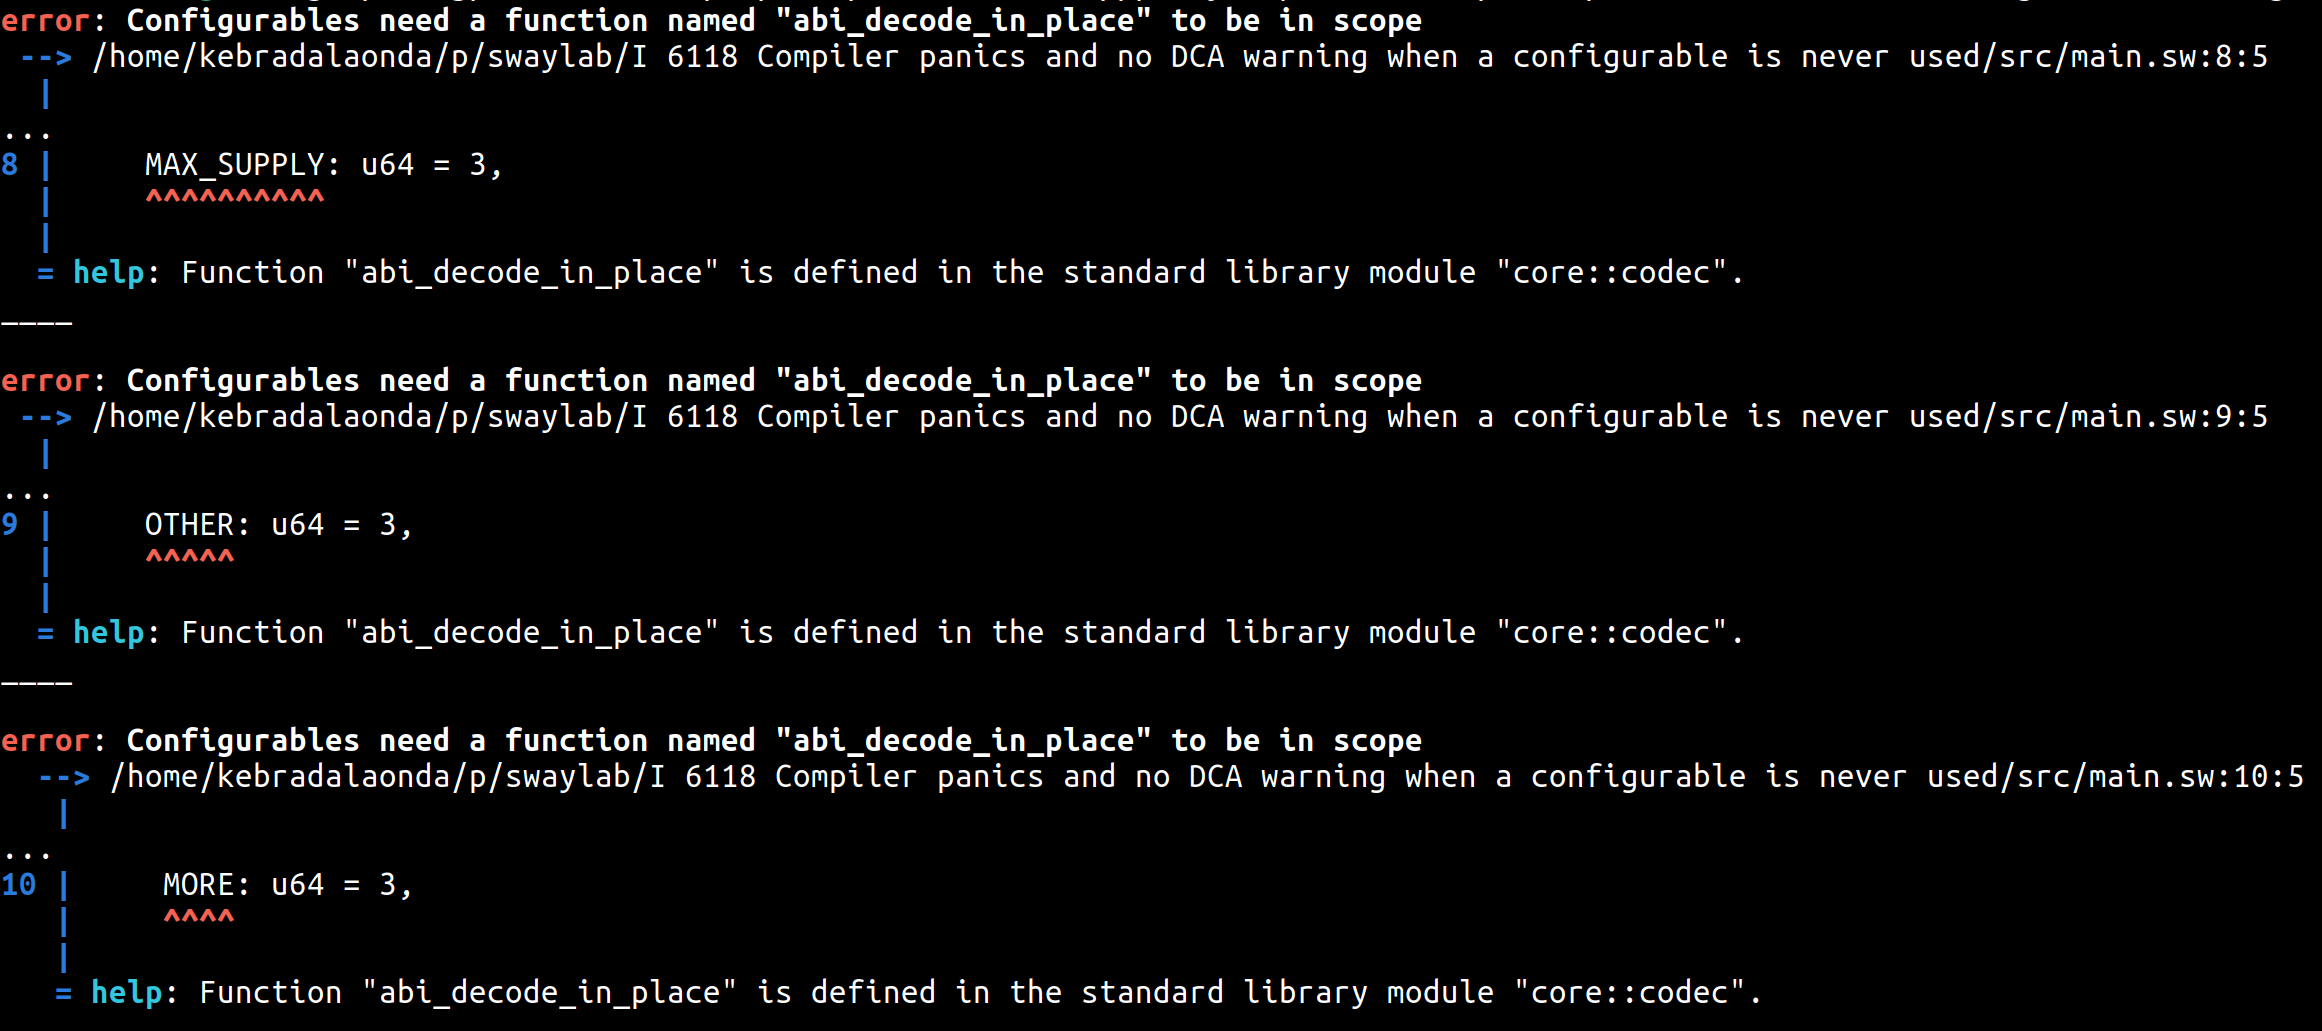 error: Configurables need a function named "abi_decode_in_place" to be in scope
 --> /home/kebradalaonda/p/swaylab/I 6118 Compiler panics and no DCA warning when a configurable is never used/src/main.sw:8:5
  |
...
8 |     MAX_SUPPLY: u64 = 3,
  |     ^^^^^^^^^^
  |
  = help: Function "abi_decode_in_place" is defined in the standard library module "core::codec".
____
error: Configurables need a function named "abi_decode_in_place" to be in scope
 --> /home/kebradalaonda/p/swaylab/I 6118 Compiler panics and no DCA warning when a configurable is never used/src/main.sw:9:5
  |
...
9 |     OTHER: u64 = 3,
  |     ^^^^^
  |
  = help: Function "abi_decode_in_place" is defined in the standard library module "core::codec".
____
error: Configurables need a function named "abi_decode_in_place" to be in scope
  --> /home/kebradalaonda/p/swaylab/I 6118 Compiler panics and no DCA warning when a configurable is never used/src/main.sw:10:5
   |
...
10 |     MORE: u64 = 3,
   |     ^^^^
   |
   = help: Function "abi_decode_in_place" is defined in the standard library module "core::codec".